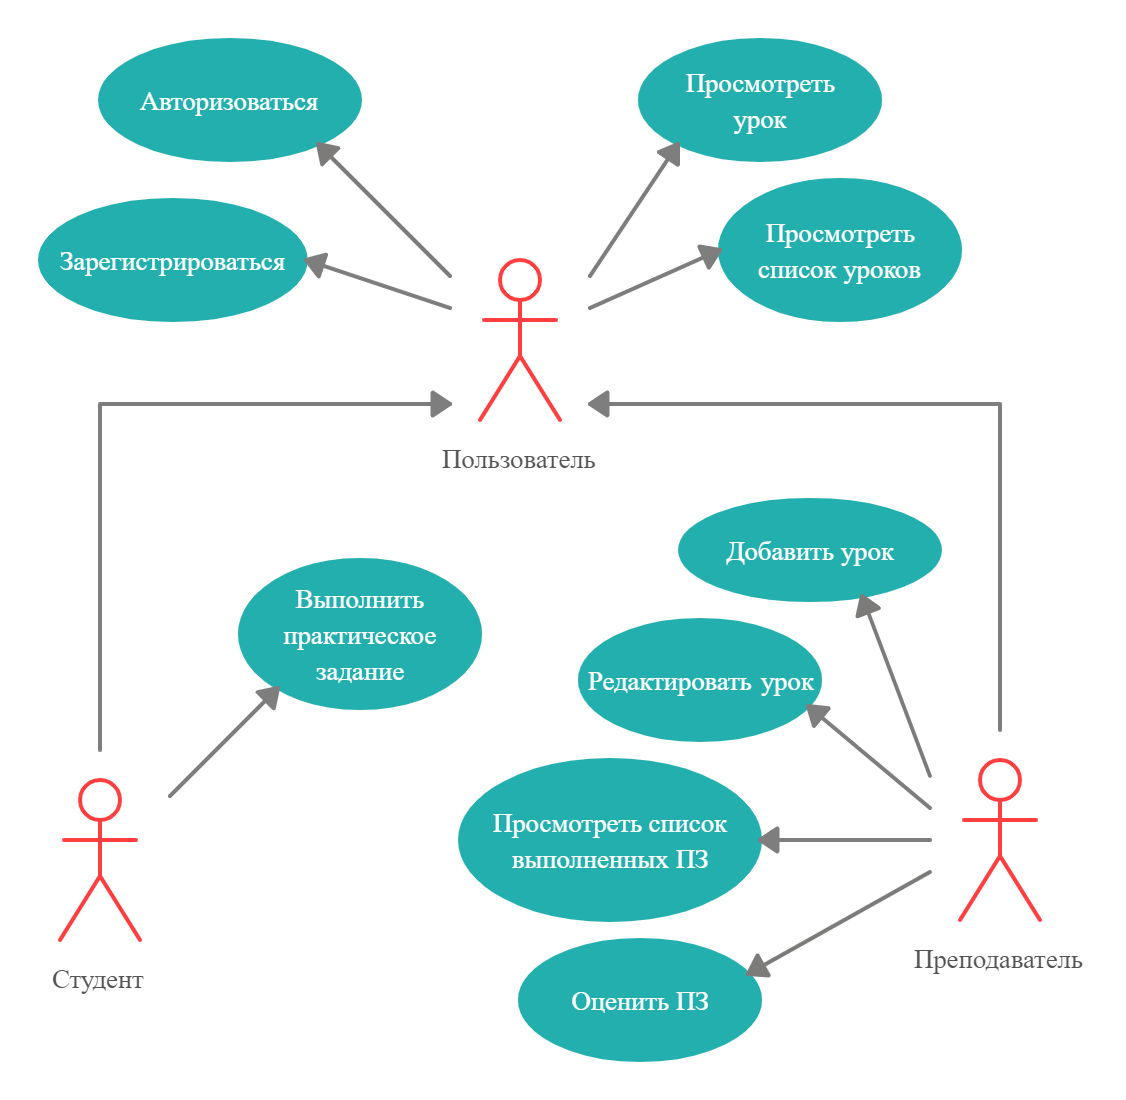 Авторизоваться
Просмотреть
урок
Зарегистрироваться
Просмотреть
список уроков
Пользователь
Добавить урок
Выполнить
практическое
задание
Редактировать урок
Просмотреть список
выполненных ПЗ
Студент
Преподаватель
Оценить ПЗ